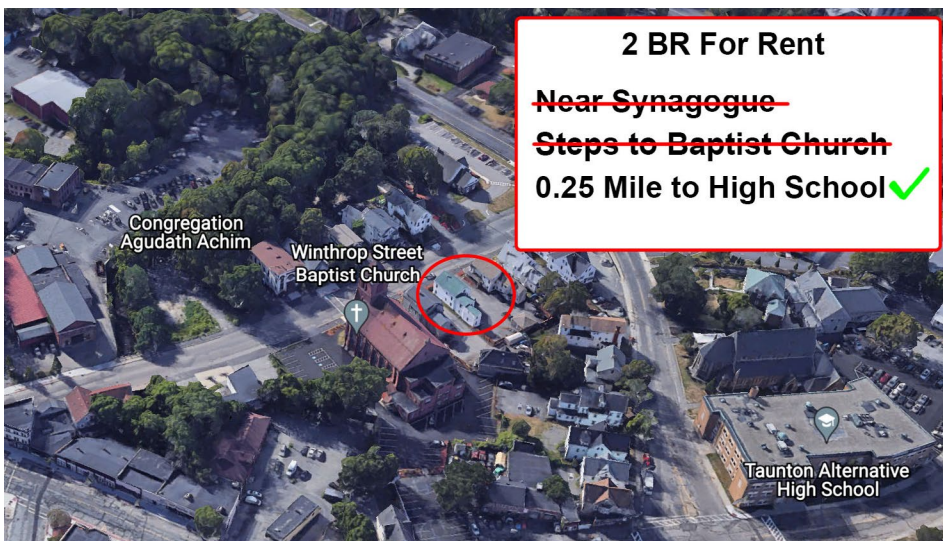 2 BR For Rent
Near Synagogue
Steps to Baptist Church
0.25 Mile to High School
Congregation
Agudath Achim
Winthrop Street
Baptist Church
Taunton Alternative
High School